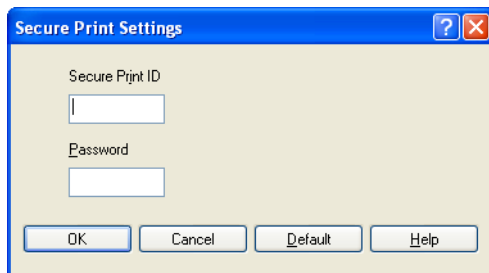 Secure Print Settings
Secure Print ID
Password
OK Cancel Default Help